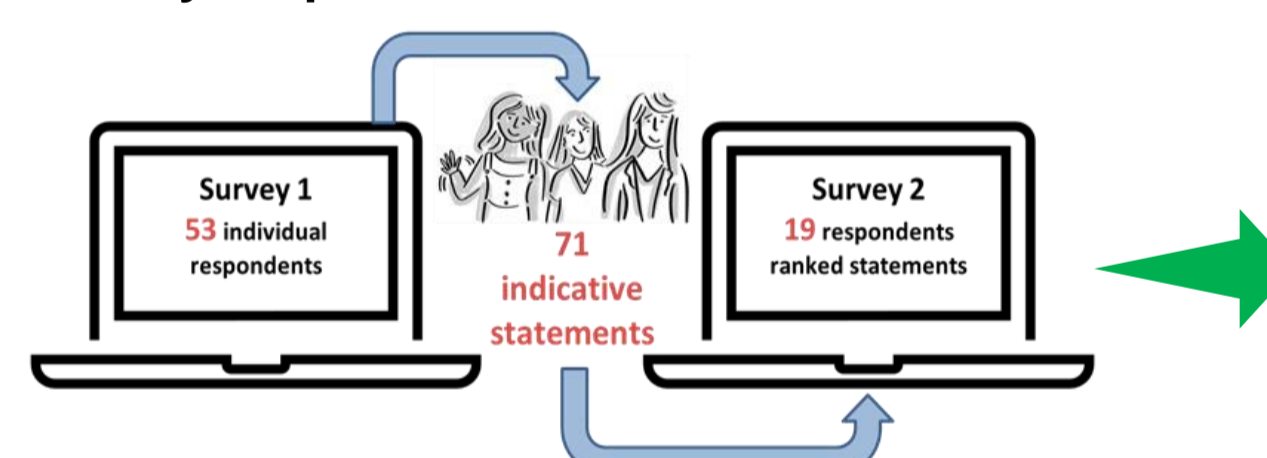 Survey 1
53 individual
respondents
71
indicative
statements
Survey 2
19 respondents
ranked statements